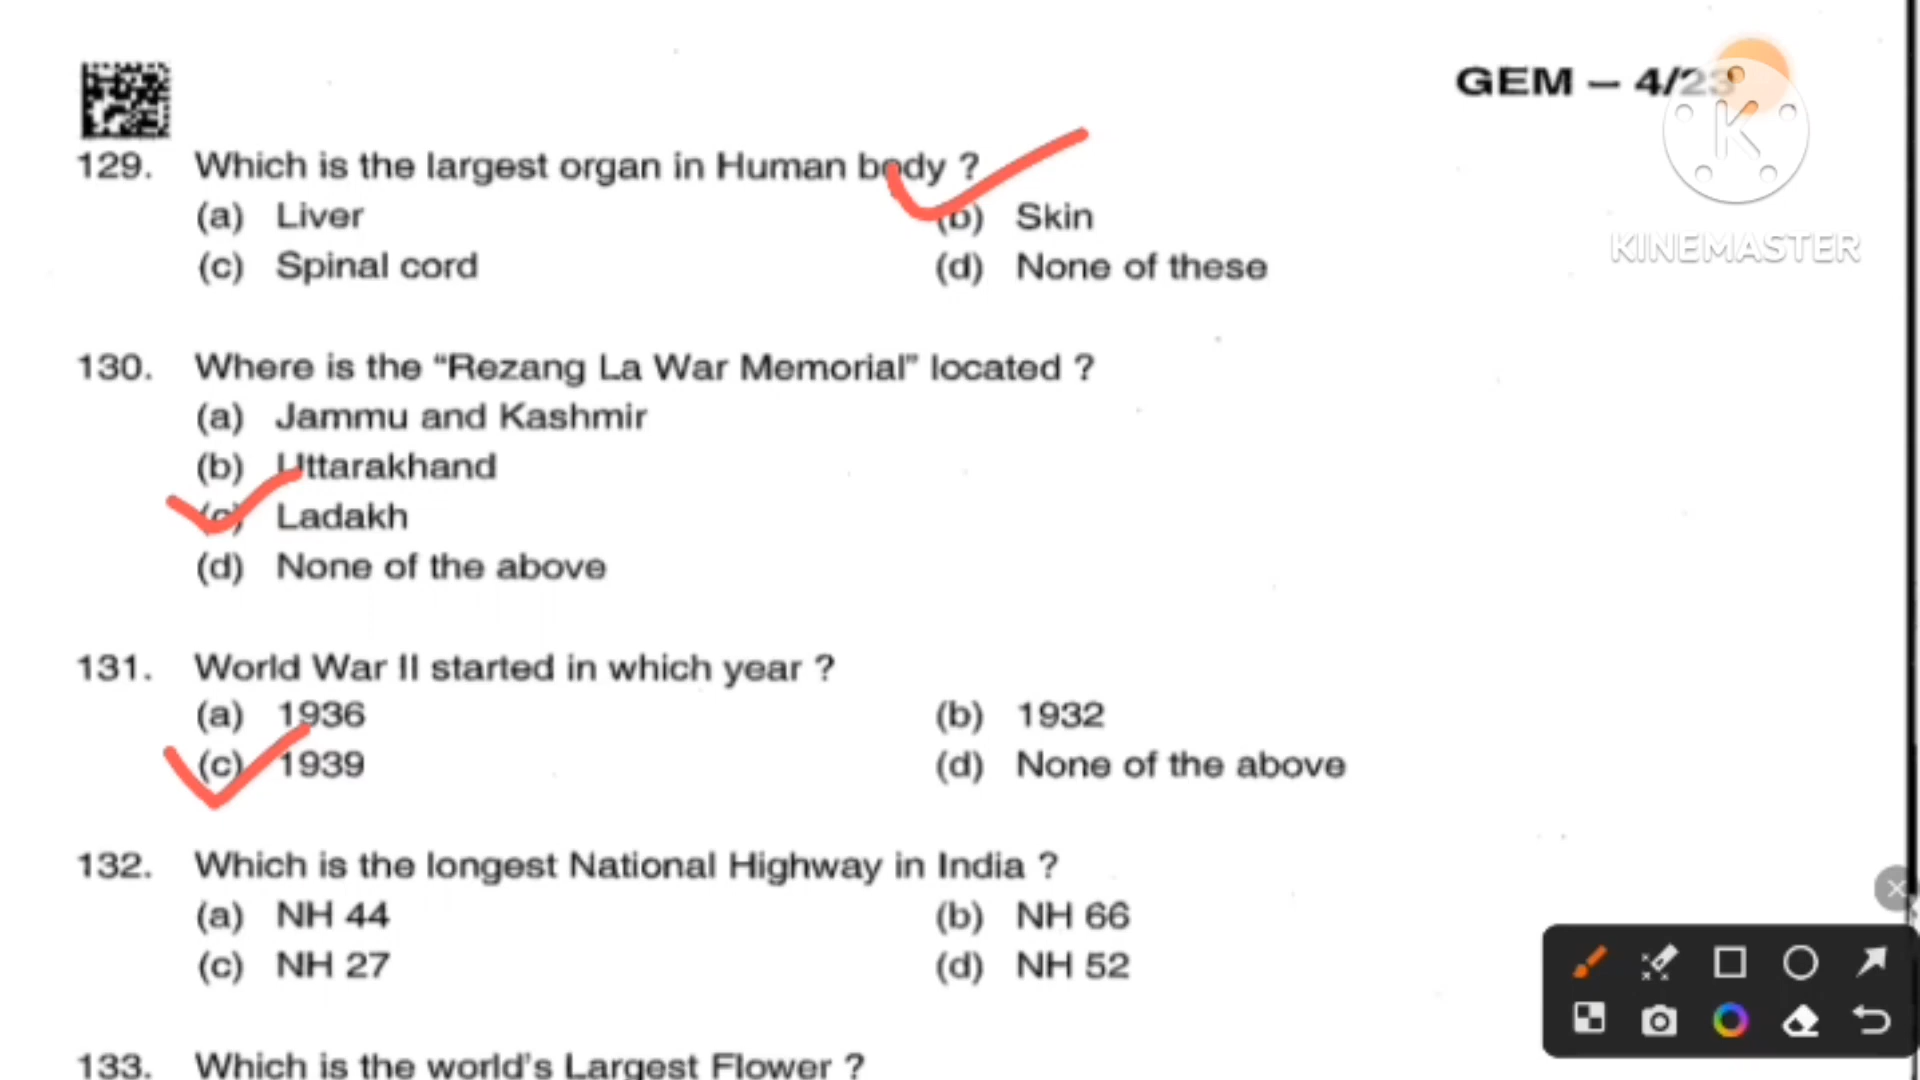 GEM – 4/23
129. Which is the largest organ in Human body ?
(a) Liver (b) Skin
(c) Spinal cord (d) None of these
KINEMASTER
130. Where is the “Rezang La War Memorial” located ?
(a) Jammu and Kashmir
(b) Uttarakhand
(c) Ladakh
(d) None of the above
131. World War II started in which year ?
(a) 1936 (b) 1932
(c) 1939 (d) None of the above
132. Which is the longest National Highway in India ?
(a) NH 44 (b) NH 66
(c) NH 27 (d) NH 52
133. Which is the world's Largest Flower ?